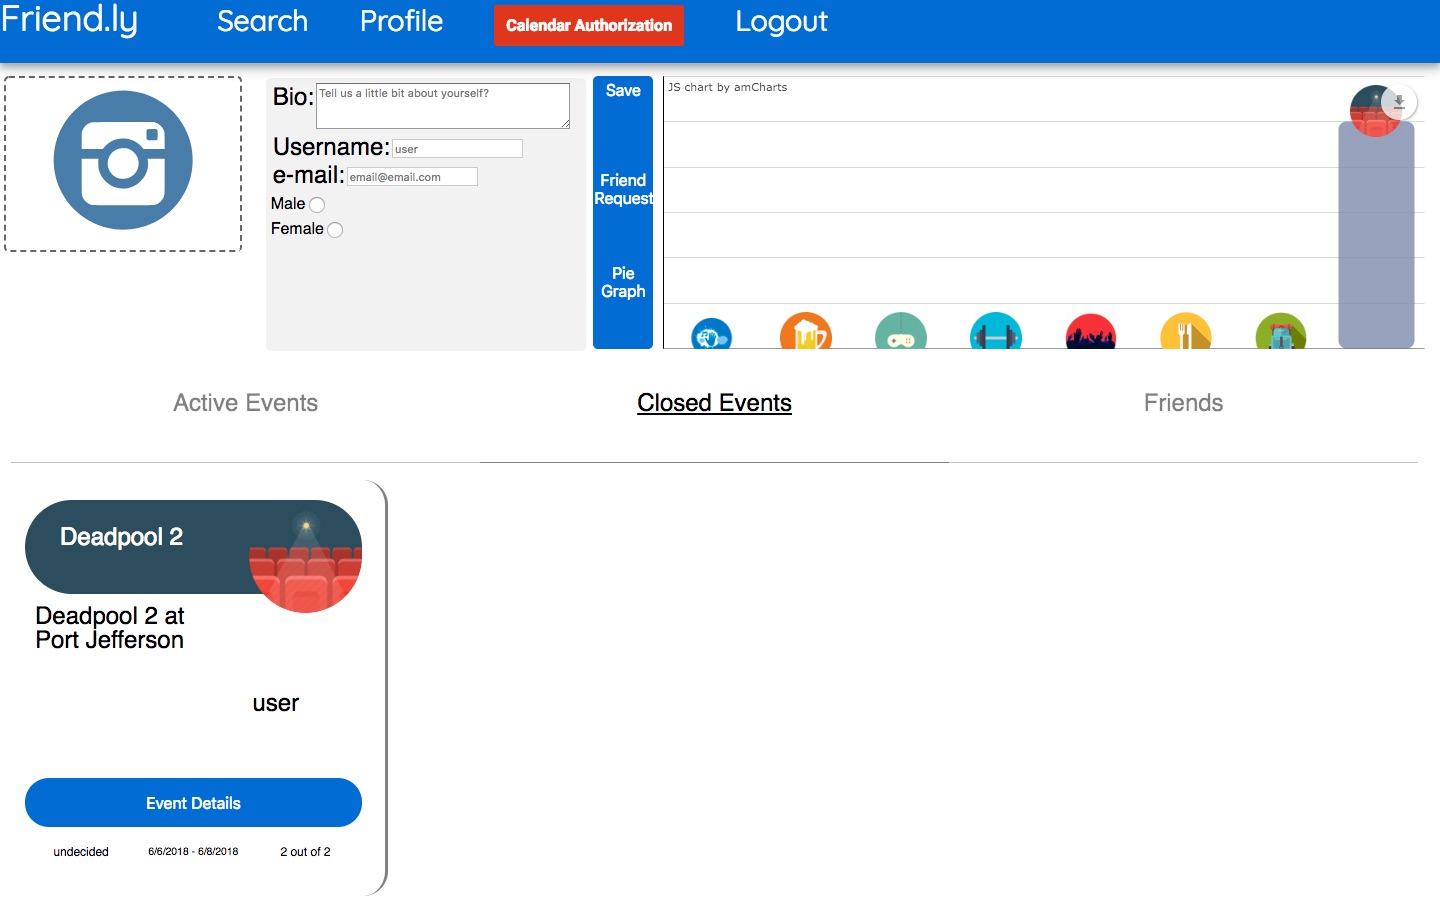 Friend.ly Search Profile Calendar Authorization Logout
Bio: Tell us a little bit about yourself?
Username: user
e-mail: email@email.com
Male
Female
Save
Friend
Request
Pie
Graph
JS chart by amCharts
Active Events Closed Events Friends
Deadpool 2
Deadpool 2 at
Port Jefferson
user
Event Details
undecided 6/6/2018 - 6/8/2018 2 out of 2